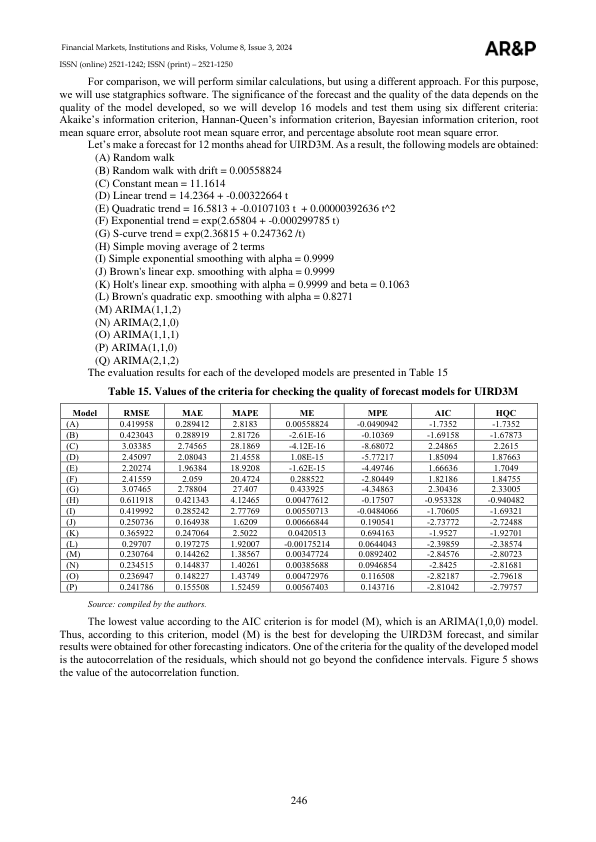 Financial Markets, Institutions and Risks, Volume 8, Issue 3, 2024
AR&P
ISSN (online) 2521-1242; ISSN (print) – 2521-1250
For comparison, we will perform similar calculations, but using a different approach. For this purpose,
we will use statgraphics software. The significance of the forecast and the quality of the data depends on the
quality of the model developed, so we will develop 16 models and test them using six different criteria:
Akaike's information criterion, Hannan-Queen's information criterion, Bayesian information criterion, root
mean square error, absolute root mean square error, and percentage absolute root mean square error.
Let's make a forecast for 12 months ahead for UIRD3M. As a result, the following models are obtained:
(A) Random walk
(B) Random walk with drift = 0.00558824
(C) Constant mean = 11.1614
(D) Linear trend = 14.2364 + -0.00322664 t
(E) Quadratic trend = 16.5813 + -0.0107103 t + 0.00000392636 t^2
(F) Exponential trend = exp(2.65804 + -0.000299785 t)
(G) S-curve trend = exp(2.36815 + 0.247362 /t)
(H) Simple moving average of 2 terms
(I) Simple exponential smoothing with alpha = 0.9999
(J) Brown's linear exp. smoothing with alpha = 0.9999
(K) Holt's linear exp. smoothing with alpha = 0.9999 and beta = 0.1063
(L) Brown's quadratic exp. smoothing with alpha = 0.8271
(M) ARIMA(1,1,2)
(N) ARIMA(2,1,0)
(O) ARIMA(1,1,1)
(P) ARIMA(1,1,0)
(Q) ARIMA(2,1,2)
The evaluation results for each of the developed models are presented in Table 15
Table 15. Values of the criteria for checking the quality of forecast models for UIRD3M
Model RMSE MAE MAPE ME MPE AIC HQC
(A) 0.419958 0.289412 2.8183 0.00558824 -0.0490942 -1.7352 -1.7352
(B) 0.423043 0.288919 2.81726 -2.61E-16 -0.10369 -1.69158 -1.67873
(C) 3.03385 2.74565 28.1869 -4.12E-16 -8.68072 2.24865 2.2615
(D) 2.45097 2.08043 21.4558 1.08E-15 -5.77217 1.85094 1.87663
(E) 2.20274 1.96384 18.9208 -1.62E-15 -4.49746 1.66636 1.7049
(F) 2.41559 2.059 20.4724 0.288522 -2.80449 1.82186 1.84755
(G) 3.07465 2.78804 27.407 0.433925 -4.34863 2.30436 2.33005
(H) 0.611918 0.421343 4.12465 0.00477612 -0.17507 -0.953328 -0.940482
(I) 0.419992 0.285242 2.77769 0.00550713 -0.0484066 -1.70605 -1.69321
(J) 0.250736 0.164938 1.6209 0.00666844 0.190541 -2.73772 -2.72488
(K) 0.365922 0.247064 2.5022 0.0420513 0.694163 -1.9527 -1.92701
(L) 0.29707 0.197275 1.92007 -0.00175214 0.0644043 -2.39859 -2.38574
(M) 0.230764 0.144262 1.38567 0.00347724 0.0892402 -2.84576 -2.80723
(N) 0.234515 0.144837 1.40261 0.00385688 0.0946854 -2.8425 -2.81681
(O) 0.236947 0.148227 1.43749 0.00472976 0.116508 -2.82187 -2.79618
(P) 0.241786 0.155508 1.52459 0.00567403 0.143716 -2.81042 -2.79757
Source: compiled by the authors.
The lowest value according to the AIC criterion is for model (M), which is an ARIMA(1,0,0) model.
Thus, according to this criterion, model (M) is the best for developing the UIRD3M forecast, and similar
results were obtained for other forecasting indicators. One of the criteria for the quality of the developed model
is the autocorrelation of the residuals, which should not go beyond the confidence intervals. Figure 5 shows
the value of the autocorrelation function.
246